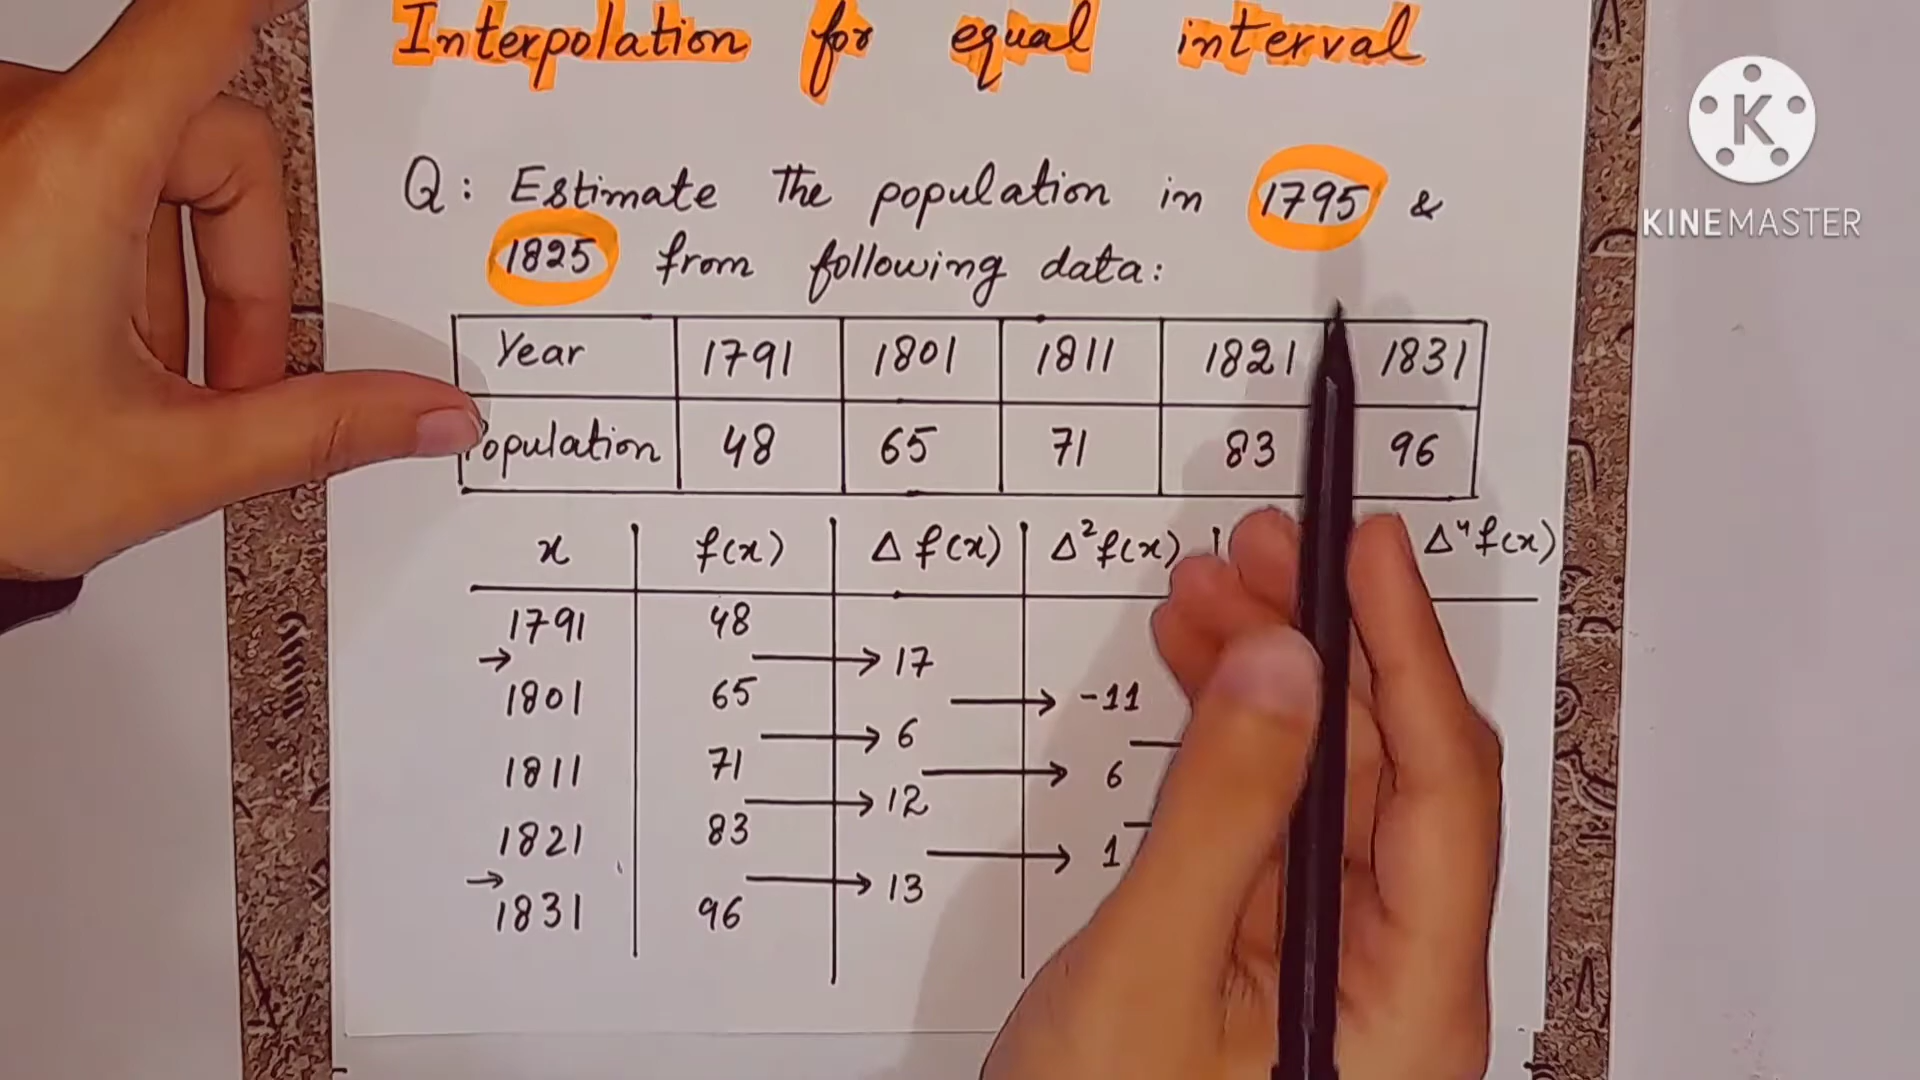 Interpolation for equal interval
Q: Estimate the population in 1795 &
1825 from following data:
Year 1791 1801 1811 1821 1831
Population 48 65 71 83 96
x f(x) Δ f(x) Δ²f(x) Δ⁴f(x)
1791 48
→ → 17
1801 65 → -11
→ 6
1811 71 → 6
→ 12
1821 83 → 1
→ → 13
1831 96
K
KINEMASTER